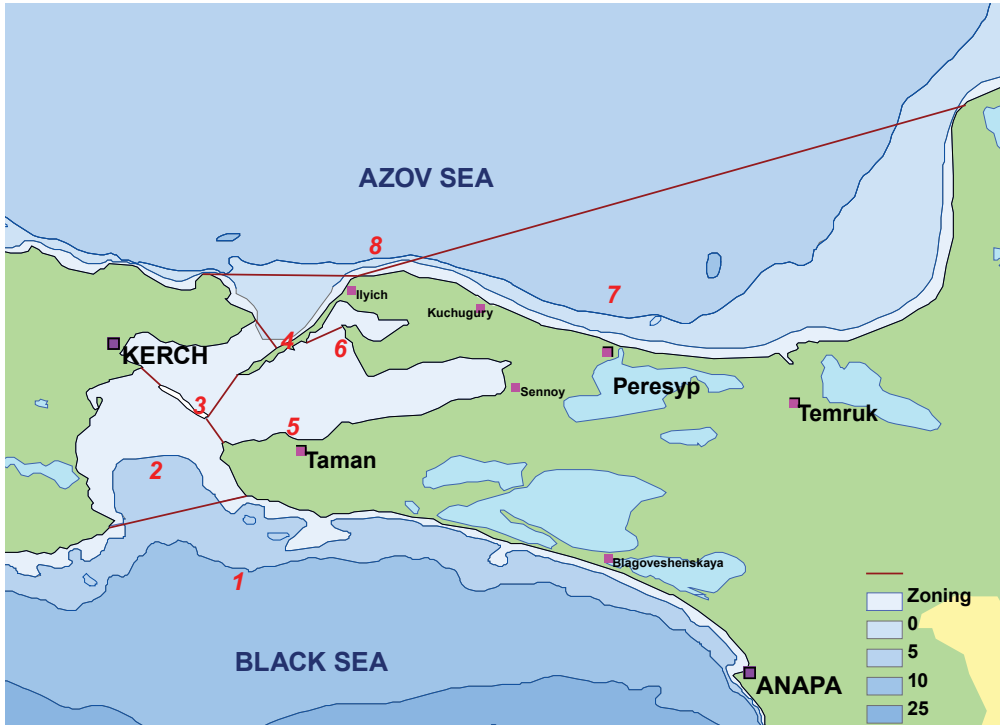 AZOV SEA
8
Ilyich
7
Kuchugury
4
KERCH
6
Peresyp
Sennoy
3
Temruk
5
Taman
2
Blagoveshenskaya
1
Zoning
0
BLACK SEA
5
ANAPA
10
25